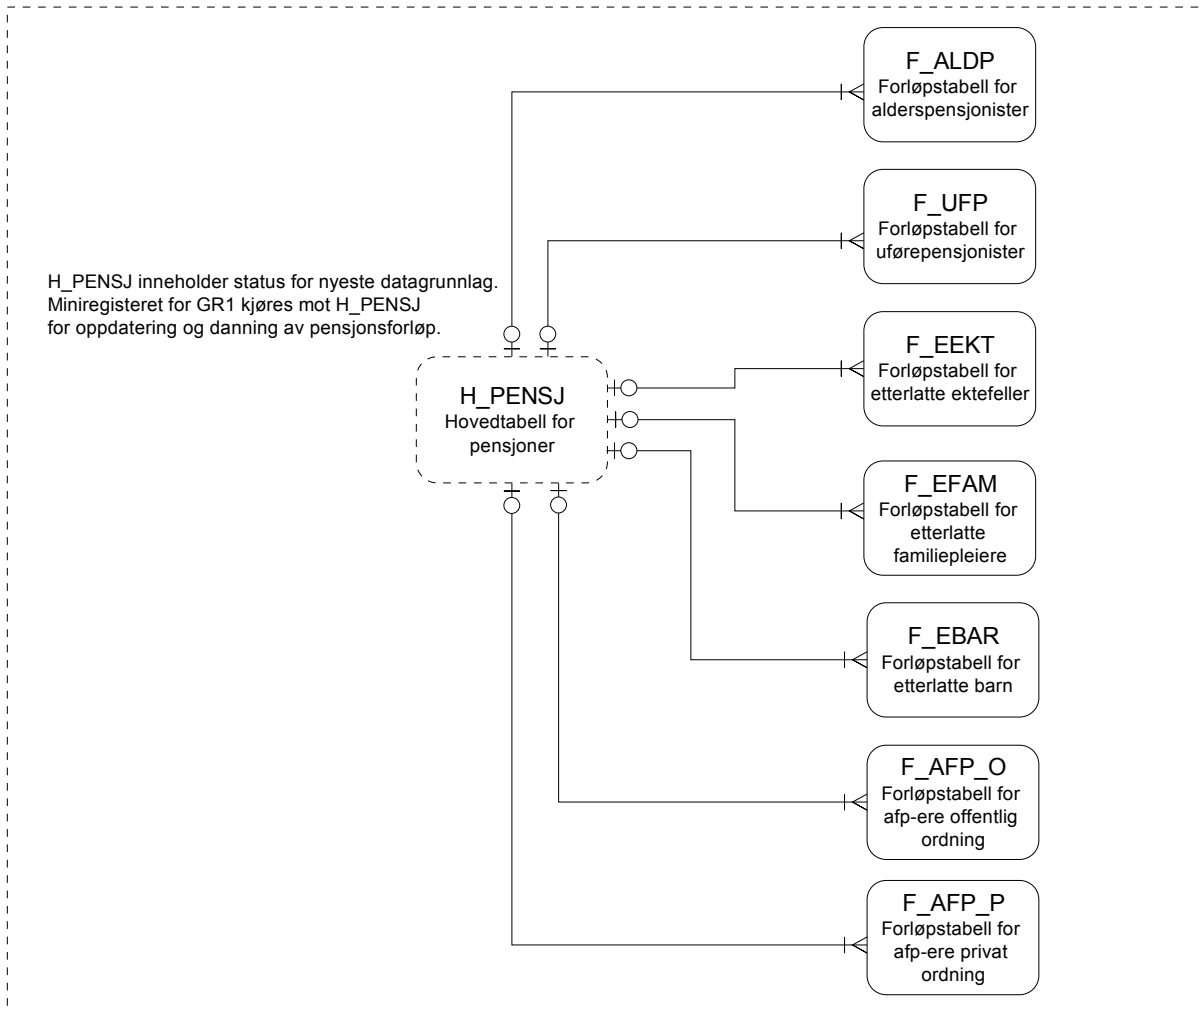 F_ALDP
Forløpstabell for
alderspensjonister
F_UFP
Forløpstabell for
uførepensjonister
H_PENSJ inneholder status for nyeste datagrunnlag.
Miniregisteret for GR1 kjøres mot H_PENSJ
for oppdatering og danning av pensjonsforløp.
F_EEKT
Forløpstabell for
etterlatte ektefeller
H_PENSJ
Hovedtabell for
pensjoner
F_EFAM
Forløpstabell for
etterlatte
familiepleiere
F_EBAR
Forløpstabell for
etterlatte barn
F_AFP_O
Forløpstabell for
afp-ere offentlig
ordning
F_AFP_P
Forløpstabell for
afp-ere privat
ordning